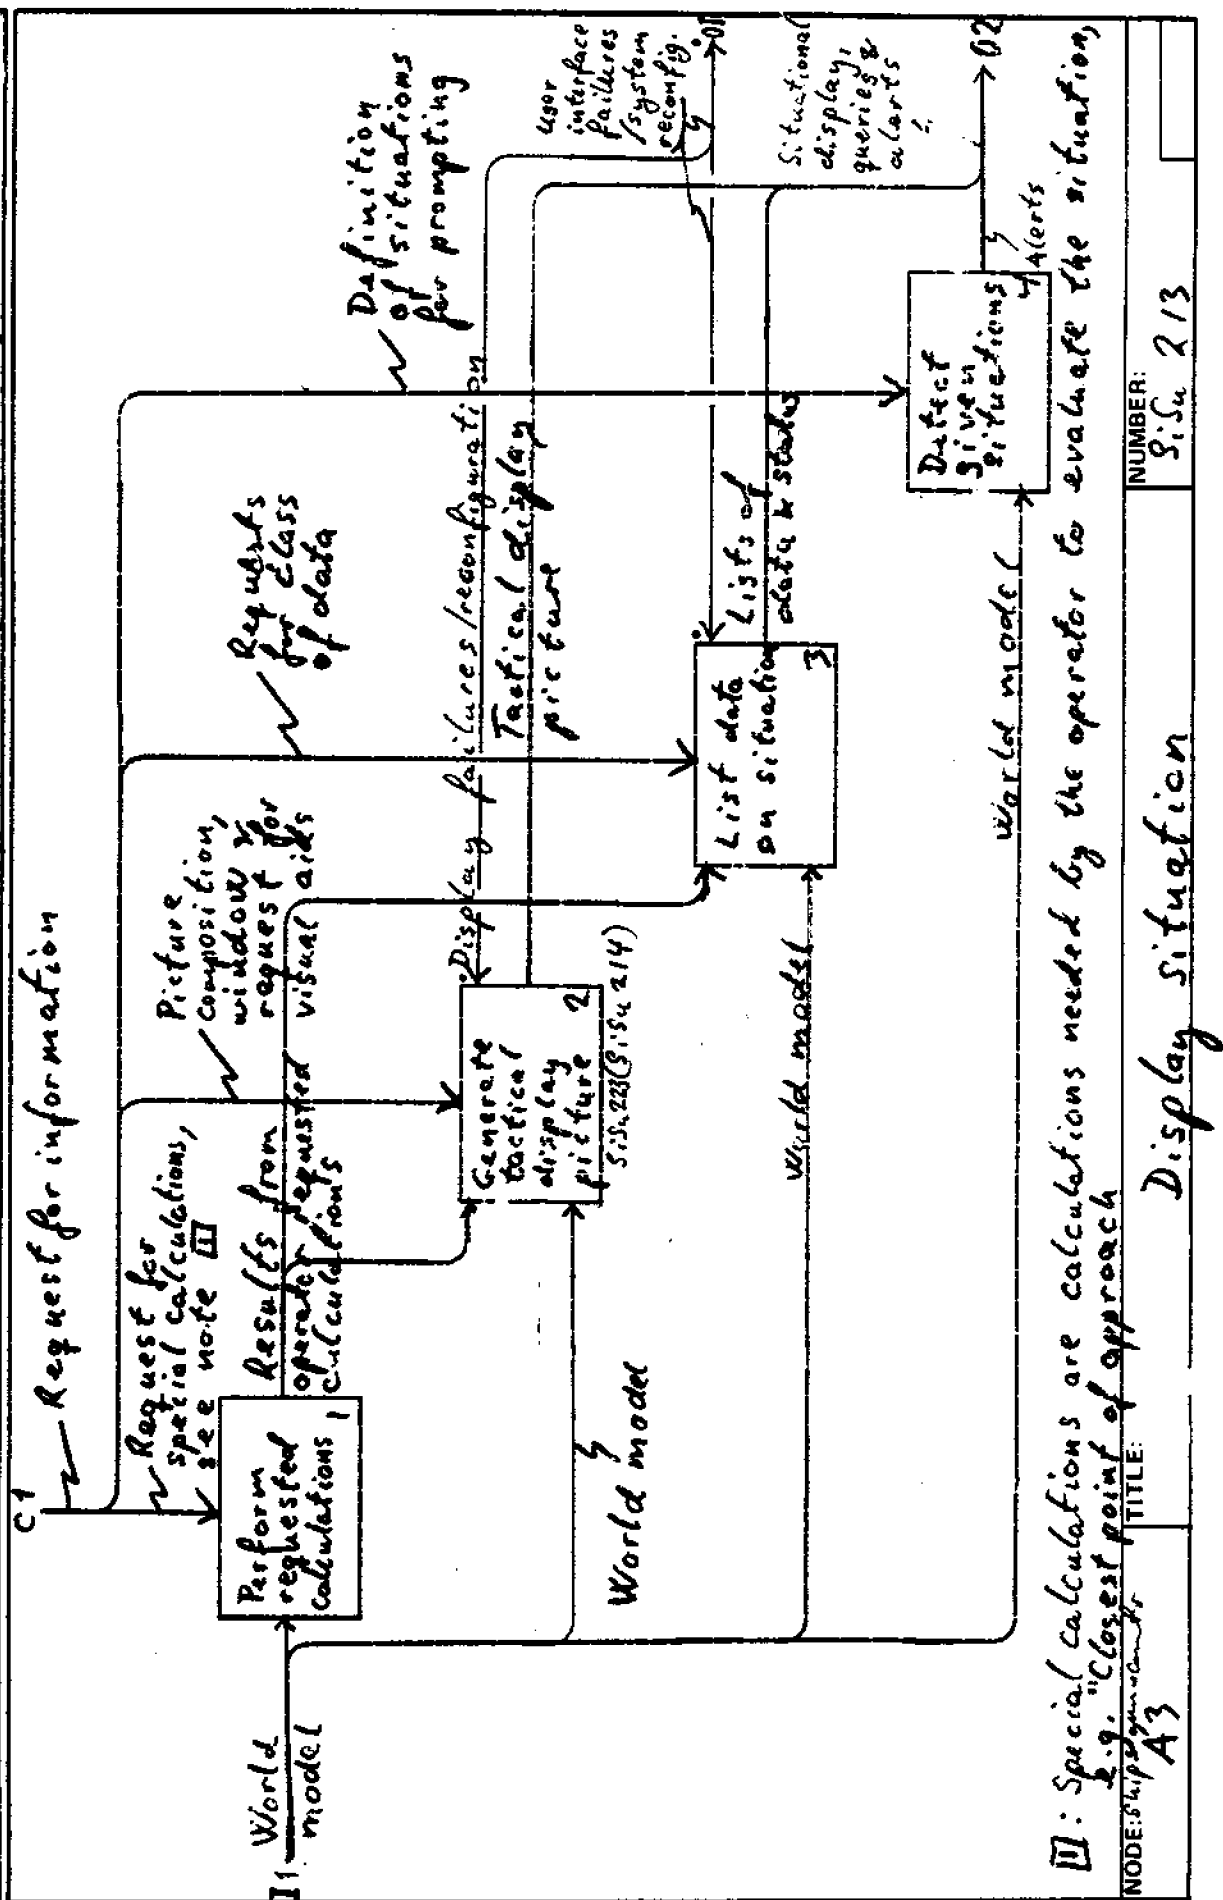 C1
Request for information
Request for
special calculations,
see note 1
Picture
composition,
window &
request for
visual aids
Requests
for class
of data
Definition
of situations
for prompting
User
interface
failures
/system
reconfig.
O1
Situational
display,
queries &
alerts
O2
I1
World
model
Perform
requested
calculations
1
Results from
operator requested
calculations
Display failures/reconfiguration
Tactical display
picture
Generate
tactical
display
picture
2
SiSu223(SiSu214)
Lists of
data & status
List data
on situation
3
Detect
given
situations
4
Alerts
World model
World model
World model
1: Special calculations are calculations needed by the operator to evaluate the situation,
e.g. "Closest point of approach
NODE:
A3
TITLE:
Display situation
NUMBER:
SiSu 213